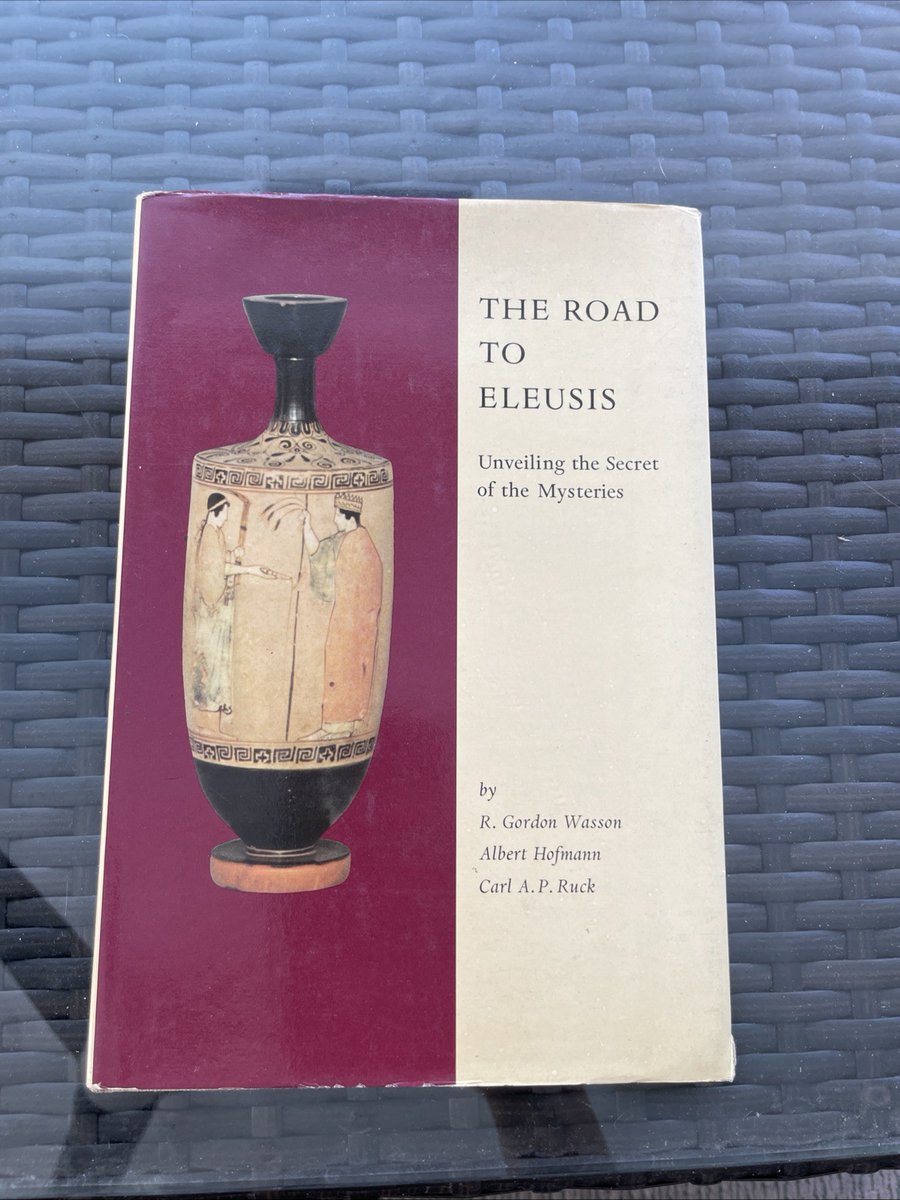 THE ROAD
TO
ELEUSIS
Unveiling the Secret
of the Mysteries
by
R. Gordon Wasson
Albert Hofmann
Carl A. P. Ruck